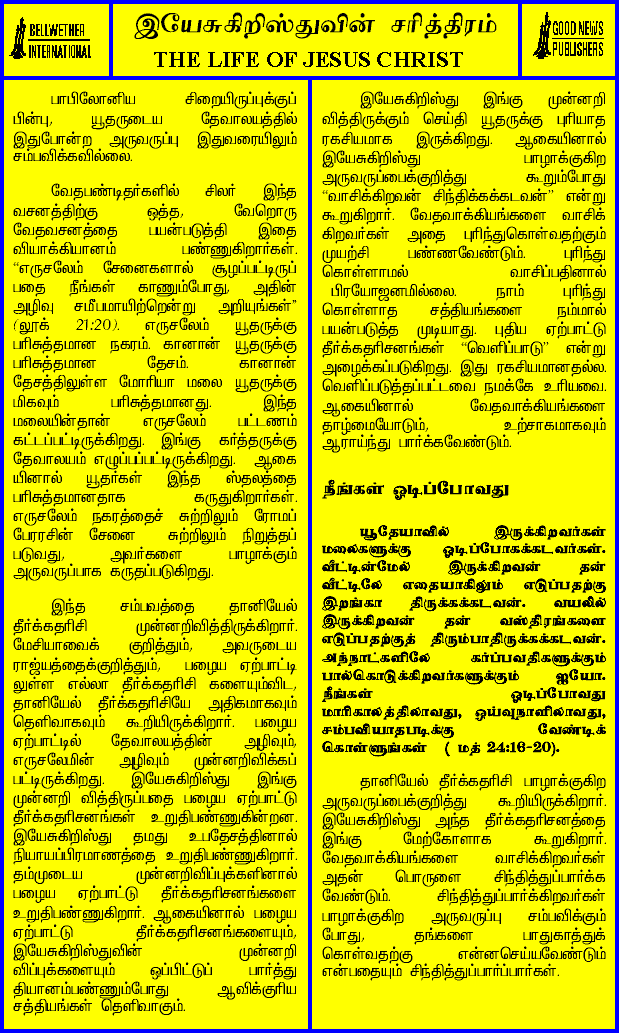 BELLWETHER
INTERNATIONAL
இயேசுகிறிஸ்துவின் சரித்திரம்
THE LIFE OF JESUS CHRIST
GOOD NEWS
PUBLISHERS
பாபிலோனிய சிறையிருப்புக்குப்
பின்பு, யூதருடைய தேவாலயத்தில்
இதுபோன்ற அருவருப்பு இதுவரையிலும்
சம்பவிக்கவில்லை.
வேதபண்டிதர்களில் சிலர் இந்த
வசனத்திற்கு ஒத்த, வேறொரு
வேதவசனத்தை பயன்படுத்தி இதை
வியாக்கியானம் பண்ணுகிறார்கள்.
“எருசலேம் சேனைகளால் சூழப்பட்டிருப்
பதை நீங்கள் காணும்போது, அதின்
அழிவு சமீபமாயிற்றென்று அறியுங்கள்”
(லூக் 21:20). எருசலேம் யூதருக்கு
பரிசுத்தமான நகரம். கானான் யூதருக்கு
பரிசுத்தமான தேசம். கானான்
தேசத்திலுள்ள மோரியா மலை யூதருக்கு
மிகவும் பரிசுத்தமானது. இந்த
மலையின்தான் எருசலேம் பட்டணம்
கட்டப்பட்டிருக்கிறது. இங்கு கர்த்தருக்கு
தேவாலயம் எழுப்பப்பட்டிருக்கிறது. ஆகை
யினால் யூதர்கள் இந்த ஸ்தலத்தை
பரிசுத்தமானதாக கருதுகிறார்கள்.
எருசலேம் நகரத்தைச் சுற்றிலும் ரோமப்
பேரரசின் சேனை சுற்றிலும் நிறுத்தப்
படுவது, அவர்களை பாழாக்கும்
அருவருப்பாக கருதப்படுகிறது.
இந்த சம்பவத்தை தானியேல்
தீர்க்கதரிசி முன்னறிவித்திருக்கிறார்.
மேசியாவைக் குறித்தும், அவருடைய
ராஜ்யத்தைக்குறித்தும், பழைய ஏற்பாட்டி
லுள்ள எல்லா தீர்க்கதரிசி களையும்விட,
தானியேல் தீர்க்கதரிசியே அதிகமாகவும்
தெளிவாகவும் கூறியிருக்கிறார். பழைய
ஏற்பாட்டில் தேவாலயத்தின் அழிவும்,
எருசலேமின் அழிவும் முன்னறிவிக்கப்
பட்டிருக்கிறது. இயேசுகிறிஸ்து இங்கு
முன்னறி வித்திருப்பதை பழைய ஏற்பாட்டு
தீர்க்கதரிசனங்கள் உறுதிபண்ணுகின்றன.
இயேசுகிறிஸ்து தமது உபதேசத்தினால்
நியாயப்பிரமாணத்தை உறுதிபண்ணுகிறார்.
தம்முடைய முன்னறிவிப்புக்களினால்
பழைய ஏற்பாட்டு தீர்க்கதரிசனங்களை
உறுதிபண்ணுகிறார். ஆகையினால் பழைய
ஏற்பாட்டு தீர்க்கதரிசனங்களையும்,
இயேசுகிறிஸ்துவின் முன்னறி
விப்புக்களையும் ஒப்பிட்டுப் பார்த்து
தியானம்பண்ணும்போது ஆவிக்குரிய
சத்தியங்கள் தெளிவாகும்.
இயேசுகிறிஸ்து இங்கு முன்னறி
வித்திருக்கும் செய்தி யூதருக்கு புரியாத
ரகசியமாக இருக்கிறது. ஆகையினால்
இயேசுகிறிஸ்து பாழாக்குகிற
அருவருப்பைக்குறித்து கூறும்போது
“வாசிக்கிறவன் சிந்திக்கக்கடவன்” என்று
கூறுகிறார். வேதவாக்கியங்களை வாசிக்
கிறவர்கள் அதை புரிந்துகொள்வதற்கும்
முயற்சி பண்ணவேண்டும். புரிந்து
கொள்ளாமல் வாசிப்பதினால்
பிரயோஜனமில்லை. நாம் புரிந்து
கொள்ளாத சத்தியங்களை நம்மால்
பயன்படுத்த முடியாது. புதிய ஏற்பாட்டு
தீர்க்கதரிசனங்கள் “வெளிப்பாடு” என்று
அழைக்கப்படுகிறது. இது ரகசியமானதல்ல.
வெளிப்படுத்தப்பட்டவை நமக்கே உரியவை.
ஆகையினால் வேதவாக்கியங்களை
தாழ்மையோடும், உற்சாகமாகவும்
ஆராய்ந்து பார்க்கவேண்டும்.
நீங்கள் ஓடிப்போவது
யூதேயாவில் இருக்கிறவர்கள்
மலைகளுக்கு ஓடிப்போகக்கடவர்கள்.
வீட்டின்மேல் இருக்கிறவன் தன்
வீட்டிலே எதையாகிலும் எடுப்பதற்கு
இறங்கா திருக்கக்கடவன். வயலில்
இருக்கிறவன் தன் வஸ்திரங்களை
எடுப்பதற்குத் திரும்பாதிருக்கக்கடவன்.
அந்நாட்களிலே கர்ப்பவதிகளுக்கும்
பால்கொடுக்கிறவர்களுக்கும் ஐயோ.
நீங்கள் ஓடிப்போவது
மாரிகாலத்திலாவது, ஓய்வுநாளிலாவது,
சம்பவியாதபடிக்கு வேண்டிக்
கொள்ளுங்கள் ( மத் 24:16-20).
தானியேல் தீர்க்கதரிசி பாழாக்குகிற
அருவருப்பைக்குறித்து கூறியிருக்கிறார்.
இயேசுகிறிஸ்து அந்த தீர்க்கதரிசனத்தை
இங்கு மேற்கோளாக கூறுகிறார்.
வேதவாக்கியங்களை வாசிக்கிறவர்கள்
அதன் பொருளை சிந்தித்துப்பார்க்க
வேண்டும். சிந்தித்துப்பார்க்கிறவர்கள்
பாழாக்குகிற அருவருப்பு சம்பவிக்கும்
போது, தங்களை பாதுகாத்துக்
கொள்வதற்கு என்னசெய்யவேண்டும்
என்பதையும் சிந்தித்துப்பார்ப்பார்கள்.